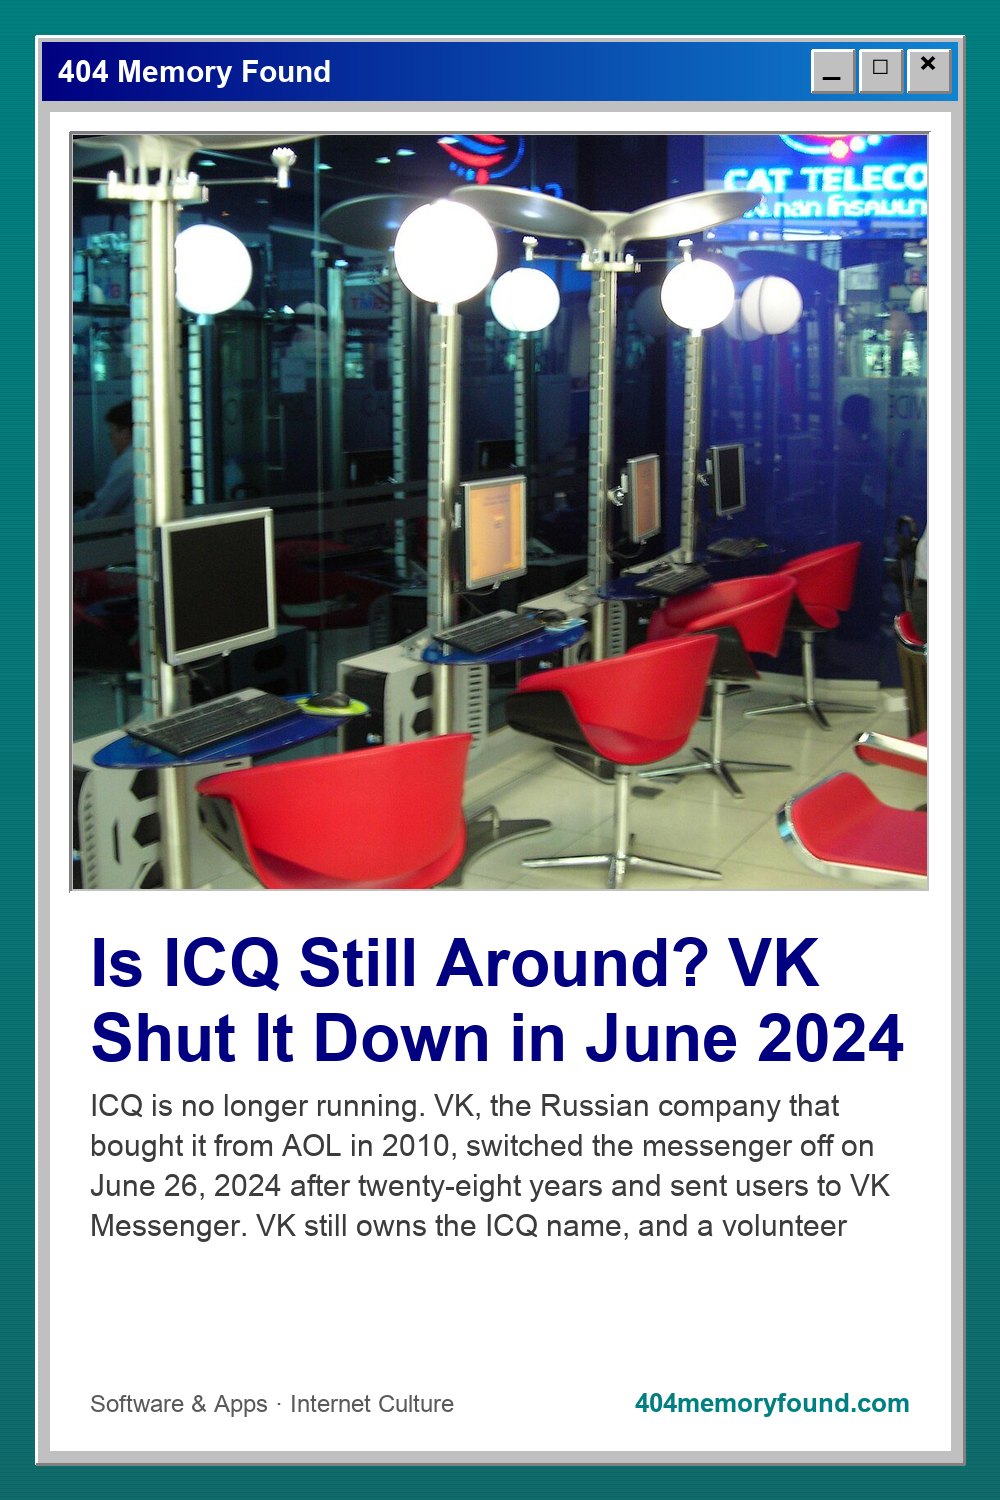 404 Memory Found
CAT TELECO
Is ICQ Still Around? VK
Shut It Down in June 2024
ICQ is no longer running. VK, the Russian company that
bought it from AOL in 2010, switched the messenger off on
June 26, 2024 after twenty-eight years and sent users to VK
Messenger. VK still owns the ICQ name, and a volunteer
Software & Apps · Internet Culture
404memoryfound.com